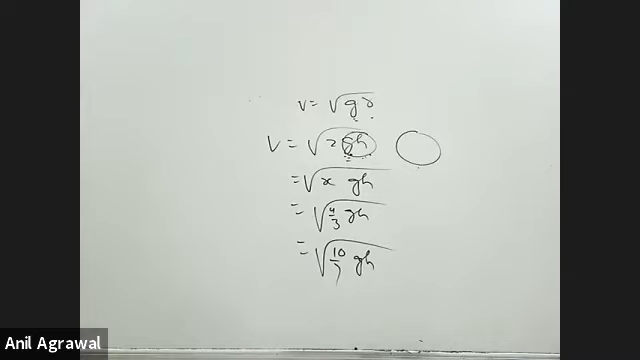 v = √gr
v = √2gh
= √x gh
= √4/3 gh
= √10/7 gh
Anil Agrawal